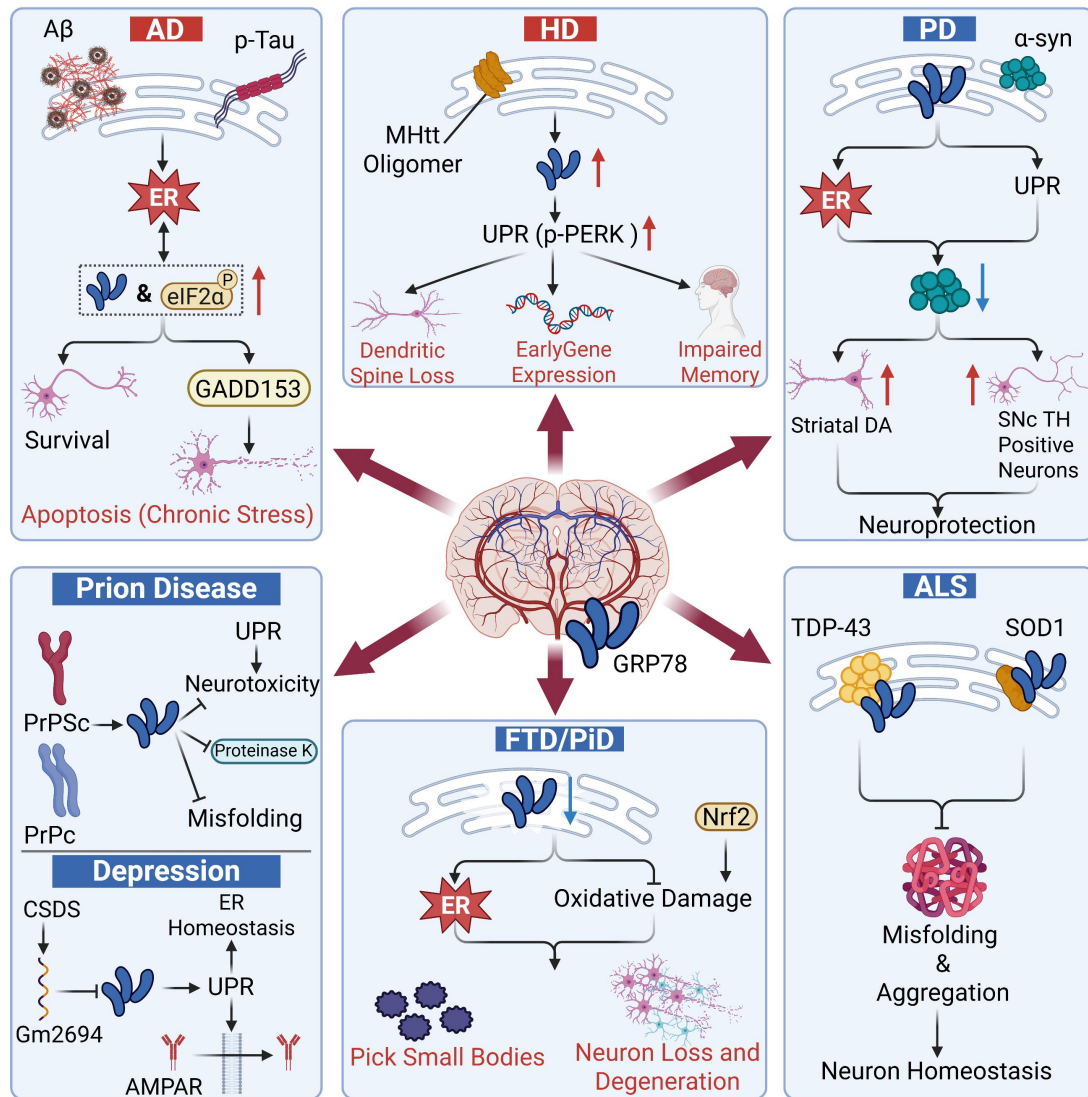 AD
Aβ
p-Tau
ER
&
eIF2α
P
Survival
GADD153
Apoptosis (Chronic Stress)
HD
MHtt
Oligomer
UPR (p-PERK )
Dendritic
Spine Loss
EarlyGene
Expression
Impaired
Memory
PD
α-syn
ER
UPR
Striatal DA
SNc TH
Positive
Neurons
Neuroprotection
GRP78
Prion Disease
UPR
Neurotoxicity
PrPSc
Proteinase K
PrPc
Misfolding
Depression
CSDS
ER
Homeostasis
UPR
Gm2694
AMPAR
FTD/PiD
Nrf2
ER
Oxidative Damage
Pick Small Bodies
Neuron Loss and
Degeneration
ALS
TDP-43
SOD1
Misfolding
&
Aggregation
Neuron Homeostasis